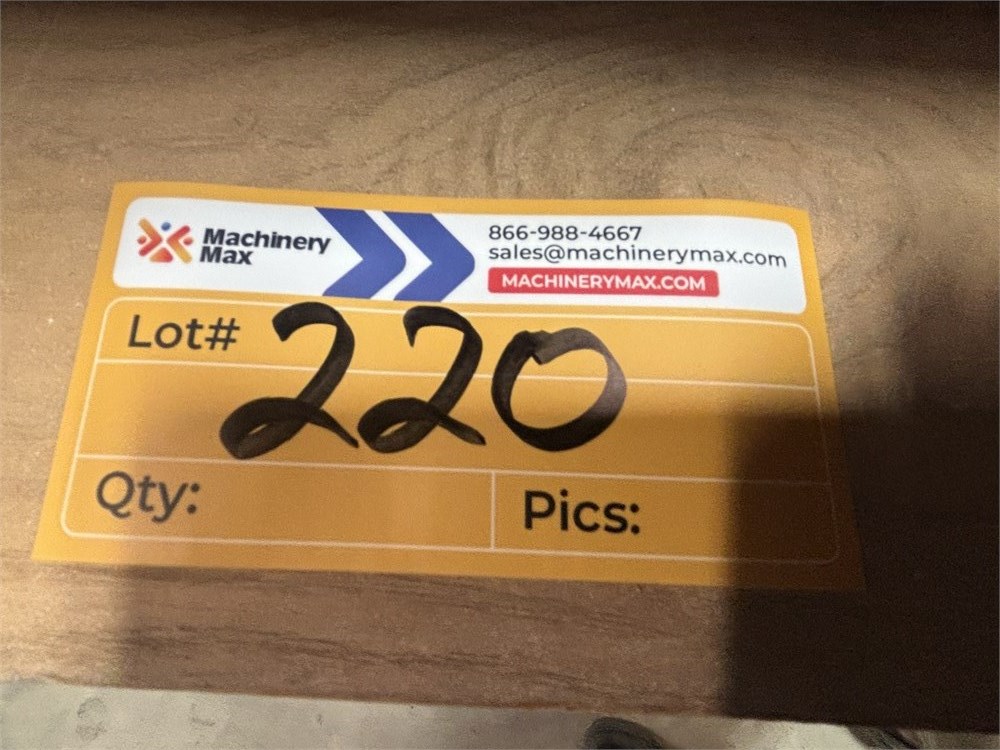 Machinery
Max
866-988-4667
sales@machinerymax.com
MACHINERYMAX.COM
Lot# 220
Qty:
Pics: